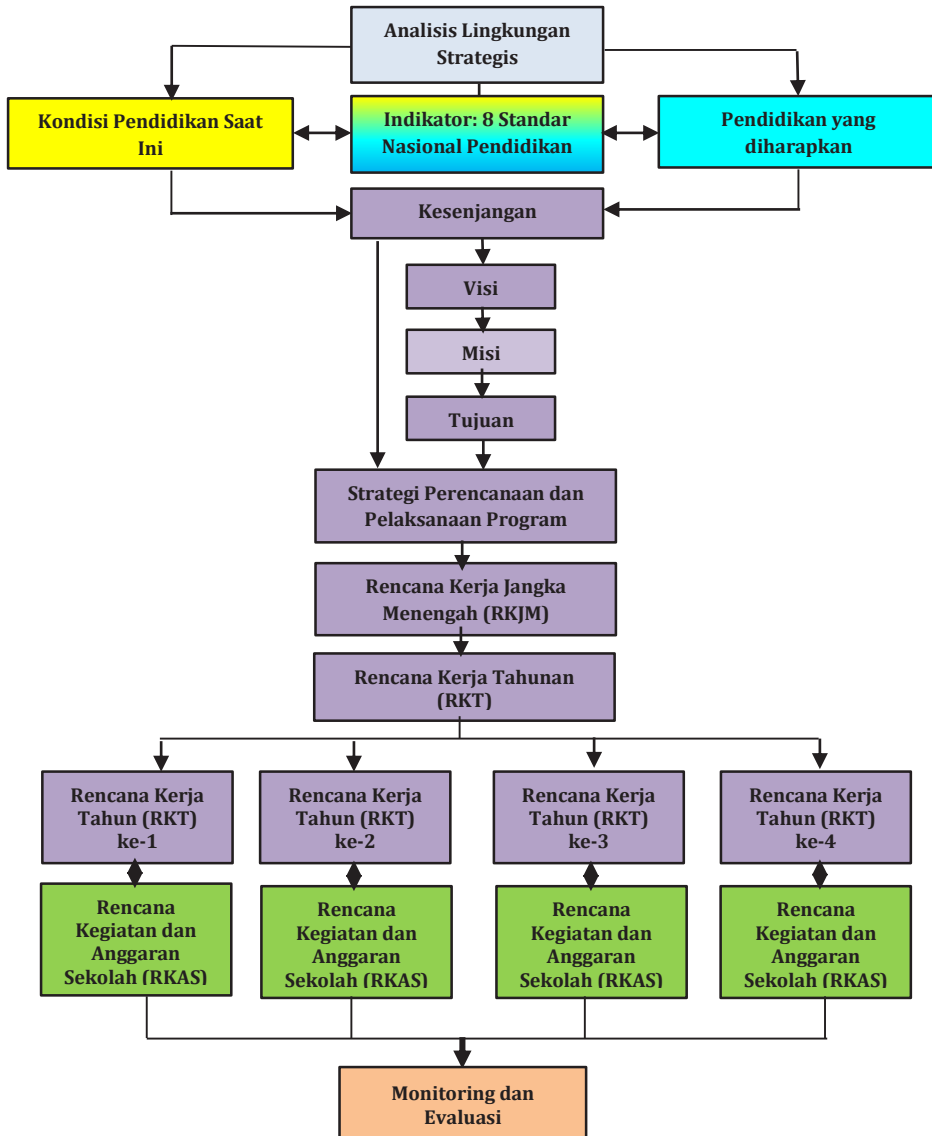 Analisis Lingkungan
Strategis
Kondisi Pendidikan Saat
Ini
Indikator: 8 Standar
Nasional Pendidikan
Pendidikan yang
diharapkan
Kesenjangan
Visi
Misi
Tujuan
Strategi Perencanaan dan
Pelaksanaan Program
Rencana Kerja Jangka
Menengah (RKJM)
Rencana Kerja Tahunan
(RKT)
Rencana Kerja
Tahun (RKT)
ke-1
Rencana Kerja
Tahun (RKT)
ke-2
Rencana Kerja
Tahun (RKT)
ke-3
Rencana Kerja
Tahun (RKT)
ke-4
Rencana
Kegiatan dan
Anggaran
Sekolah (RKAS)
Rencana
Kegiatan dan
Anggaran
Sekolah (RKAS)
Rencana
Kegiatan dan
Anggaran
Sekolah (RKAS)
Rencana
Kegiatan dan
Anggaran
Sekolah (RKAS)
Monitoring dan
Evaluasi